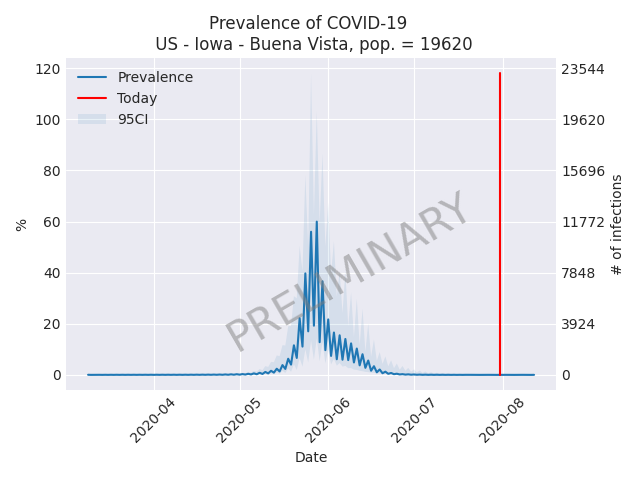 Prevalence of COVID-19
US - Iowa - Buena Vista, pop. = 19620
120
100
80
60
40
20
0
%
Prevalence
Today
95CI
PRELIMINARY
23544
19620
15696
11772
7848
3924
0
# of infections
2020-04
2020-05
2020-06
2020-07
2020-08
Date